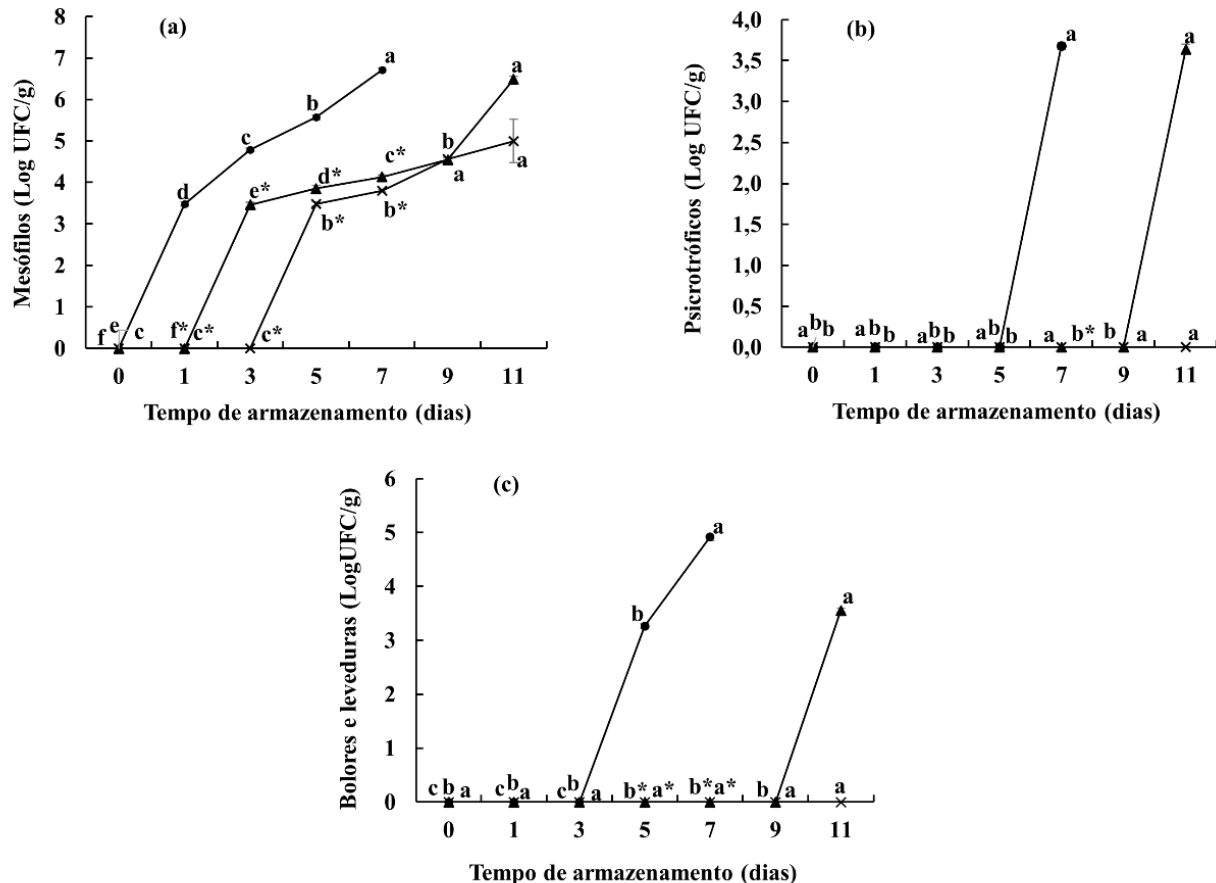 (a)
Mesófilos (Log UFC/g)
8
7
6
5
4
3
2
1
0
a
b
c
d
a
b
a
a
e*
d*
c*
b*
b*
f e c
f* c*
c*
0 1 3 5 7 9 11
Tempo de armazenamento (dias)
(b)
Psicrotróficos (Log UFC/g)
4,0
3,5
3,0
2,5
2,0
1,5
1,0
0,5
0,0
a
a
a b b
a b b
a b b
a b b
a b*
b a
a
0 1 3 5 7 9 11
Tempo de armazenamento (dias)
(c)
Bolores e leveduras (LogUFC/g)
6
5
4
3
2
1
0
a
b
a
c b a
c b a
c b a
b* a*
b* a*
b a
a
0 1 3 5 7 9 11
Tempo de armazenamento (dias)